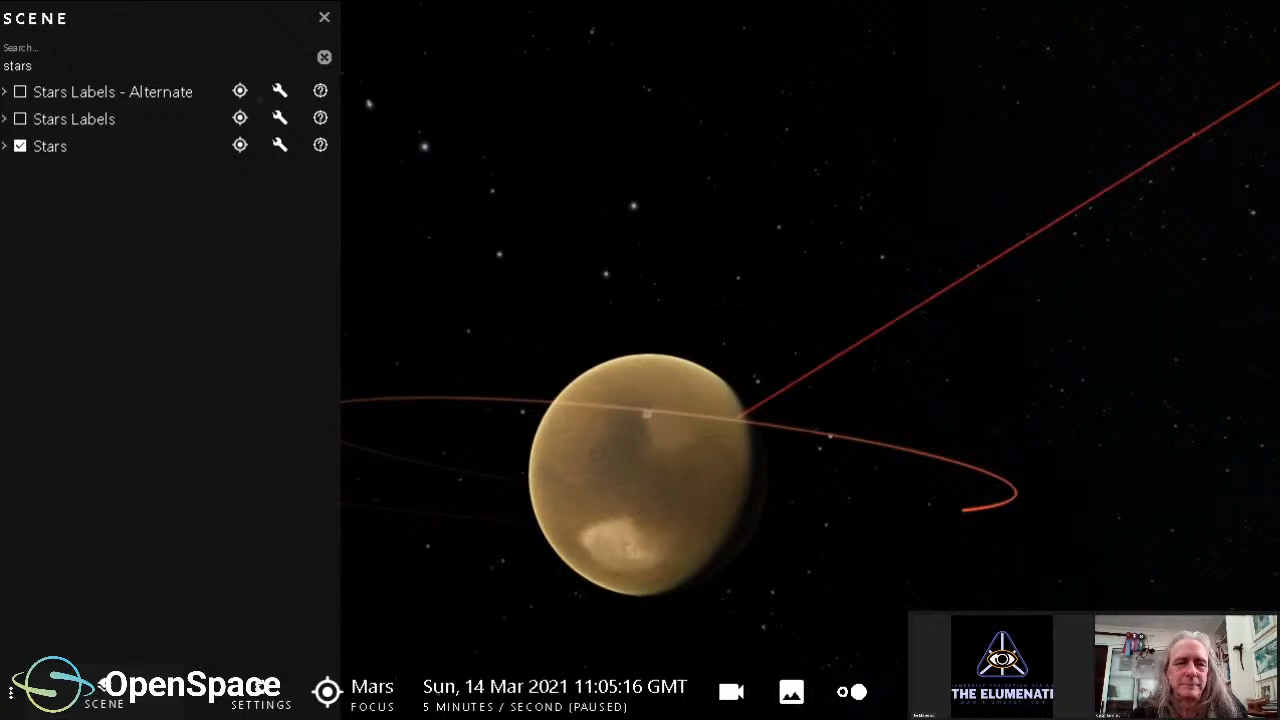 SCENE
Search...
stars
Stars Labels - Alternate
Stars Labels
Stars
OpenSpace
SCENE
SETTINGS
Mars
FOCUS
Sun, 14 Mar 2021 11:05:16 GMT
5 MINUTES / SECOND (PAUSED)
THE ELUMENATI